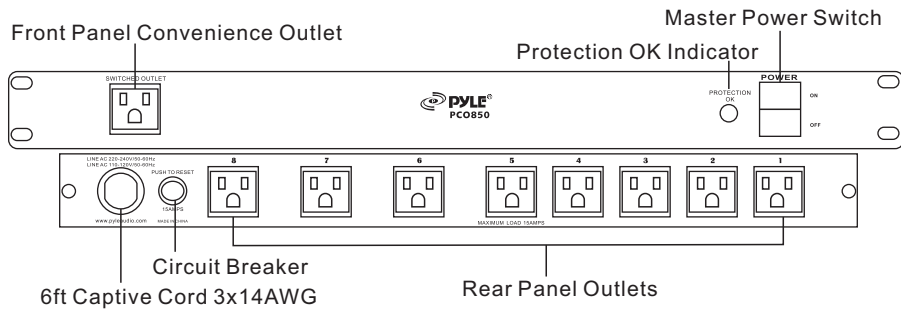 Master Power Switch
Front Panel Convenience Outlet
Protection OK Indicator
SWITCHED OUTLET
PYLE®
PCO850
PROTECTION
OK
POWER
ON
OFF
LINE AC 220-240V/50-60Hz
LINE AC 110-120V/50-60Hz
PUSH TO RESET
15AMPS
www.pyleaudio.com
MADE IN CHINA
8 7 6 5 4 3 2 1
MAXIMUM LOAD 15AMPS
Circuit Breaker
6ft Captive Cord 3x14AWG
Rear Panel Outlets